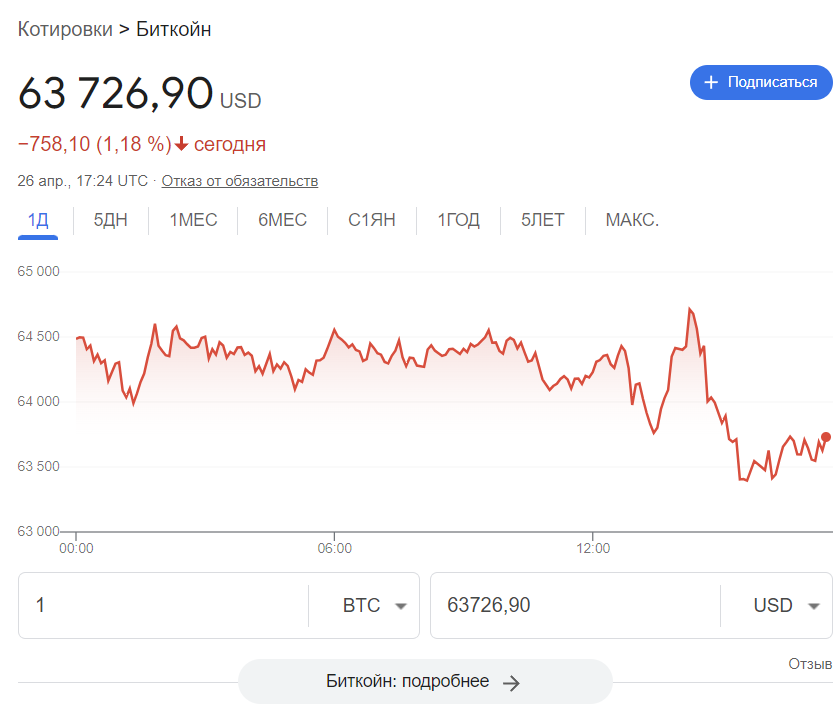 Котировки > Биткойн
63 726,90 USD
+ Подписаться
−758,10 (1,18 %) ↓ сегодня
26 апр., 17:24 UTC · Отказ от обязательств
1Д 5ДН 1МЕС 6МЕС С1ЯН 1ГОД 5ЛЕТ МАКС.
65 000
64 500
64 000
63 500
63 000
00:00 06:00 12:00
1 BTC 63726,90 USD
Отзыв
Биткойн: подробнее →